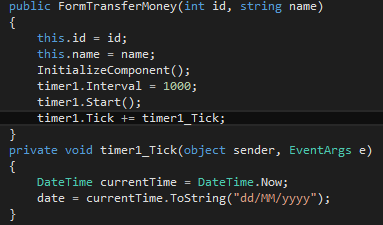 public FormTransferMoney(int id, string name)
{
this.id = id;
this.name = name;
InitializeComponent();
timer1.Interval = 1000;
timer1.Start();
timer1.Tick += timer1_Tick;
}
private void timer1_Tick(object sender, EventArgs e)
{
DateTime currentTime = DateTime.Now;
date = currentTime.ToString("dd/MM/yyyy");
}